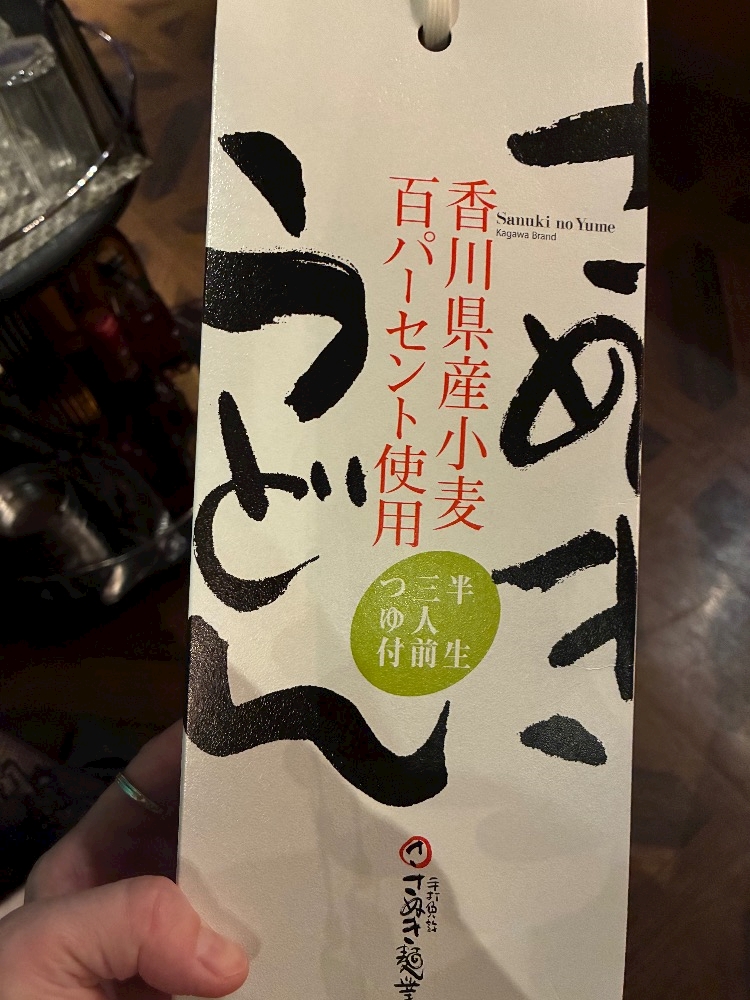 さぬき
うどん
Sanuki no Yume
Kagawa Brand
香川県産小麦
百パーセント使用
半生
三人前
つゆ付
さぬき麺業